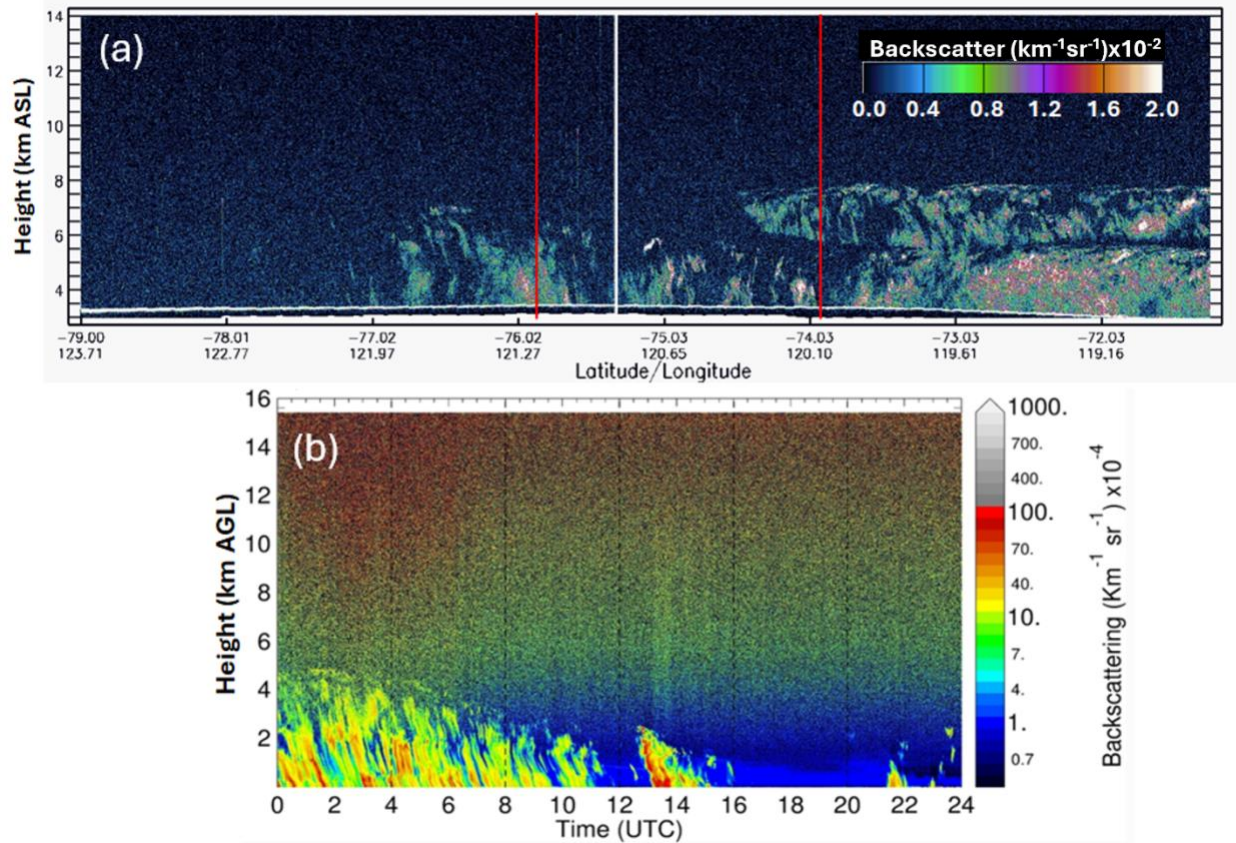 (a)
Backscatter (km-1sr-1)x10-2
0.0 0.4 0.8 1.2 1.6 2.0
Height (km ASL)
14
12
10
8
6
4
-79.00 -78.01 -77.02 -76.02 -75.03 -74.03 -73.03 -72.03
123.71 122.77 121.97 121.27 120.65 120.10 119.61 119.16
Latitude/Longitude
(b)
Height (km AGL)
16
14
12
10
8
6
4
2
0 2 4 6 8 10 12 14 16 18 20 22 24
Time (UTC)
1000.
700.
400.
100.
70.
40.
10.
7.
4.
1.
0.7
Backscattering (Km-1 sr-1) x10-4